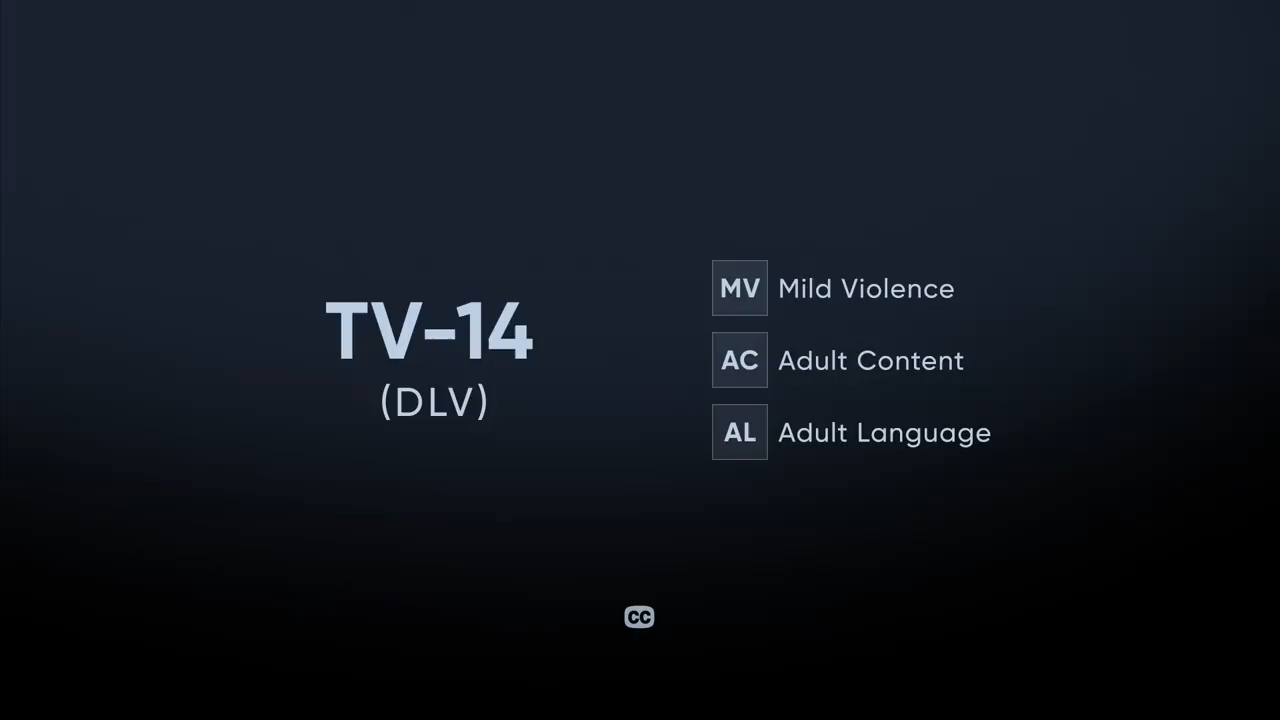 TV-14
(DLV)
MV Mild Violence
AC Adult Content
AL Adult Language
CC